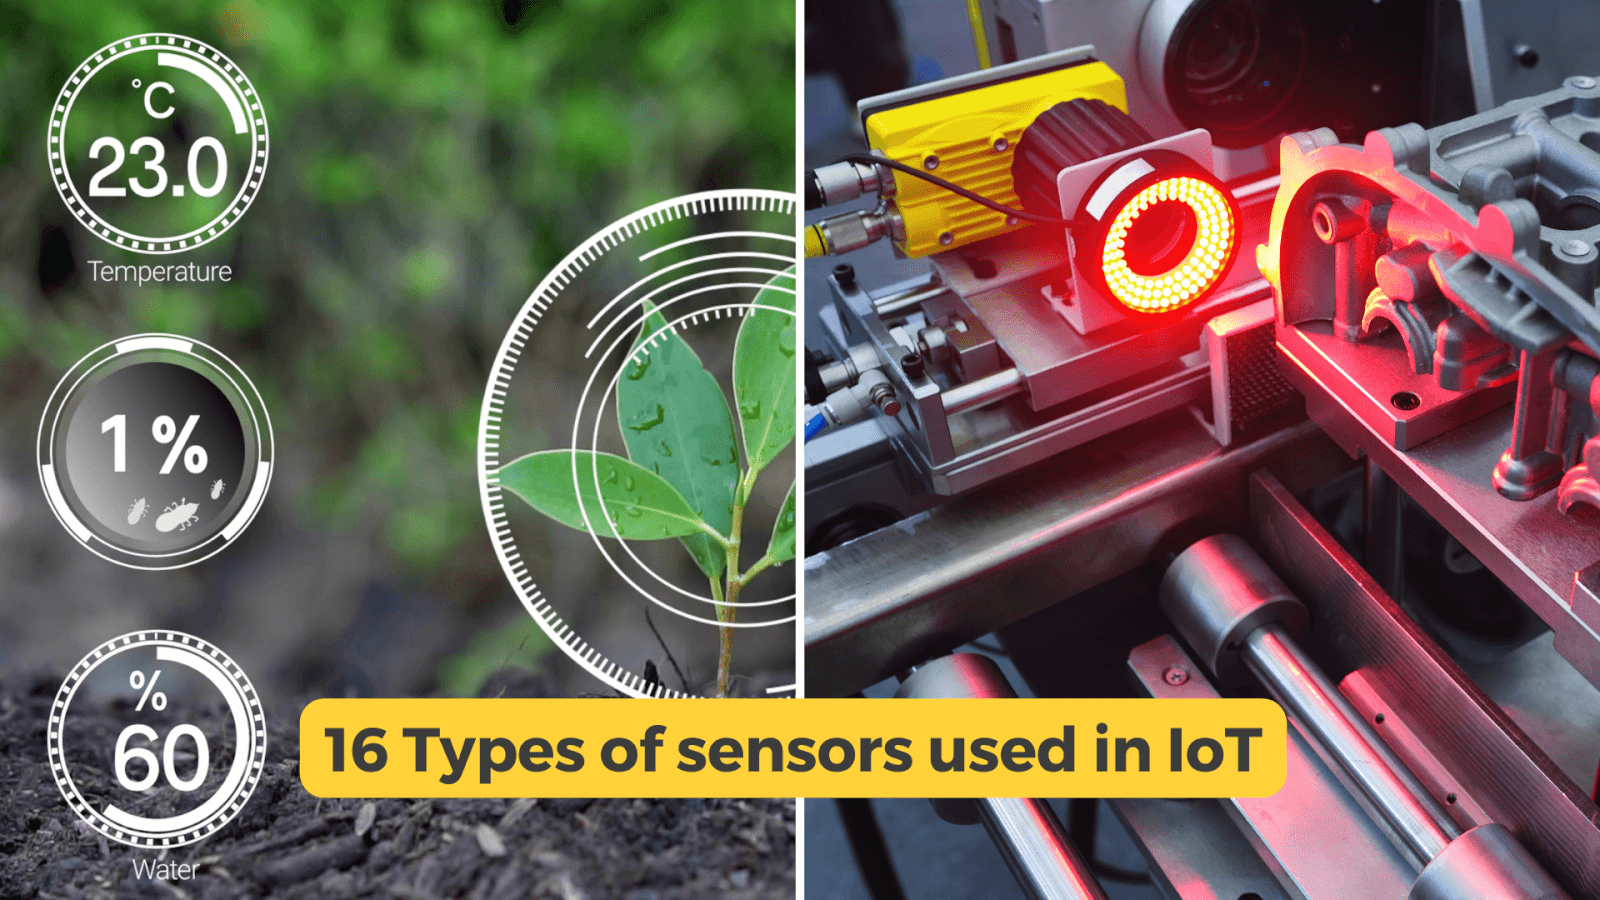 °C
23.0
Temperature
1%
%
60
Water
16 Types of sensors used in IoT